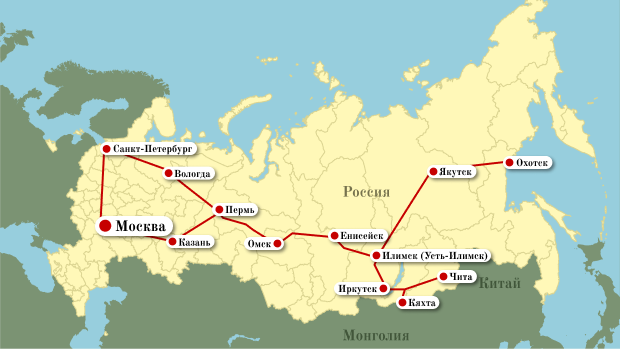 Санкт-Петербург
Вологда
Охотск
Якутск
Россия
Пермь
Москва
Казань
Омск
Енисейск
Илимск (Усть-Илимск)
Чита
Китай
Иркутск
Кяхта
Монголия